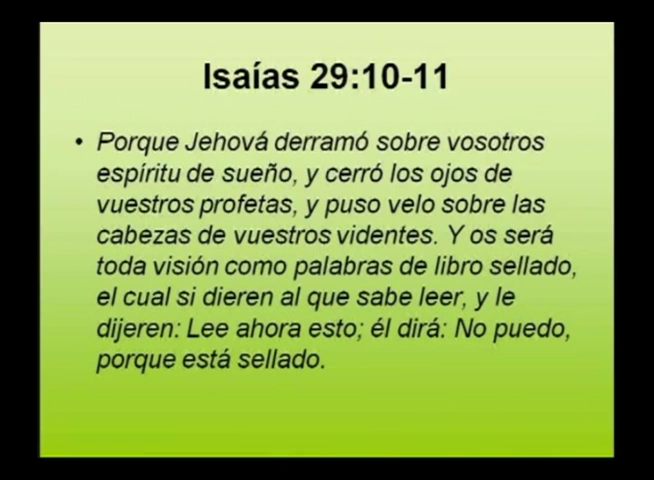 Isaías 29:10-11
• Porque Jehová derramó sobre vosotros
espíritu de sueño, y cerró los ojos de
vuestros profetas, y puso velo sobre las
cabezas de vuestros videntes. Y os será
toda visión como palabras de libro sellado,
el cual si dieren al que sabe leer, y le
dijeren: Lee ahora esto; él dirá: No puedo,
porque está sellado.